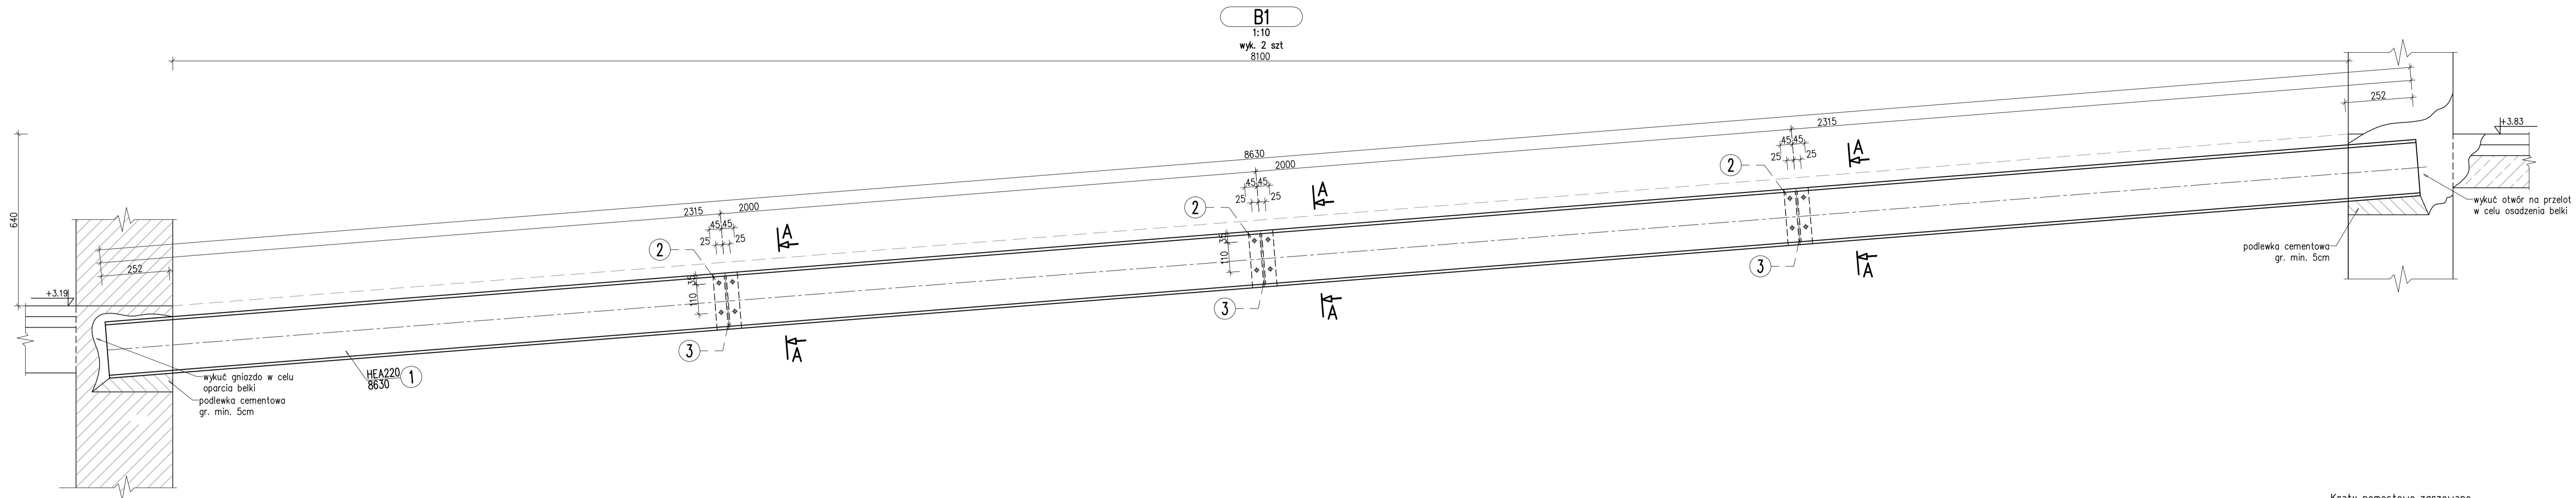 B1
1:10
wyk. 2 szt
8100
252
+3.83
2315
45 45
25 25
A
2
8630
2000
45 45
25 25
A
2
wykuć otwór na przelot
w celu osadzenia belki
640
2315
2000
45 45
25 25
A
2
35
110
podlewka cementowa
gr. min. 5cm
3
A
252
+3.19
35
110
3
A
3
A
wykuć gniazdo w celu
oparcia belki
podlewka cementowa
gr. min. 5cm
HEA220
8630
1